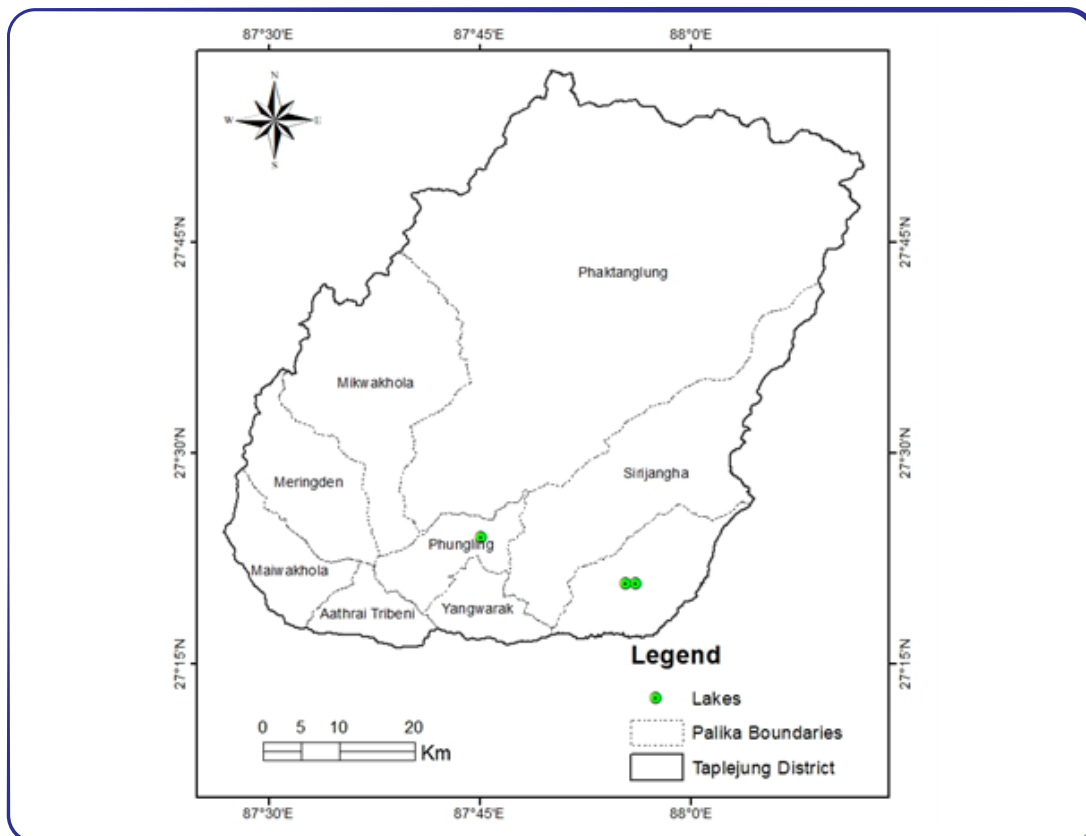 87°30'E 87°45'E 88°0'E
N
W E
S
27°45'N 27°45'N
Phaktanglung
Mikwakhola
27°30'N 27°30'N
Sirijangha
Meringden
Phungling
Maiwakhola
Aathrai Tribeni Yangwarak
27°15'N 27°15'N
Legend
Lakes
Palika Boundaries
Taplejung District
0 5 10 20
Km
87°30'E 87°45'E 88°0'E